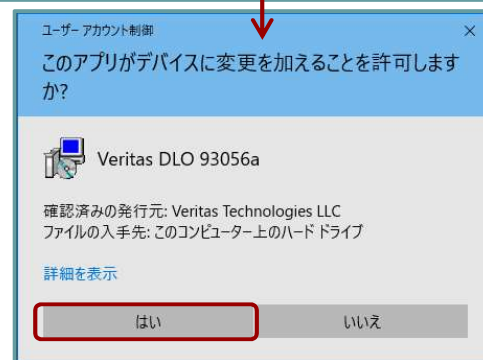 ユーザー アカウント制御
このアプリがデバイスに変更を加えることを許可します
か?
Veritas DLO 93056a
確認済みの発行元: Veritas Technologies LLC
ファイルの入手先: このコンピューター上のハード ドライブ
詳細を表示
はい いいえ